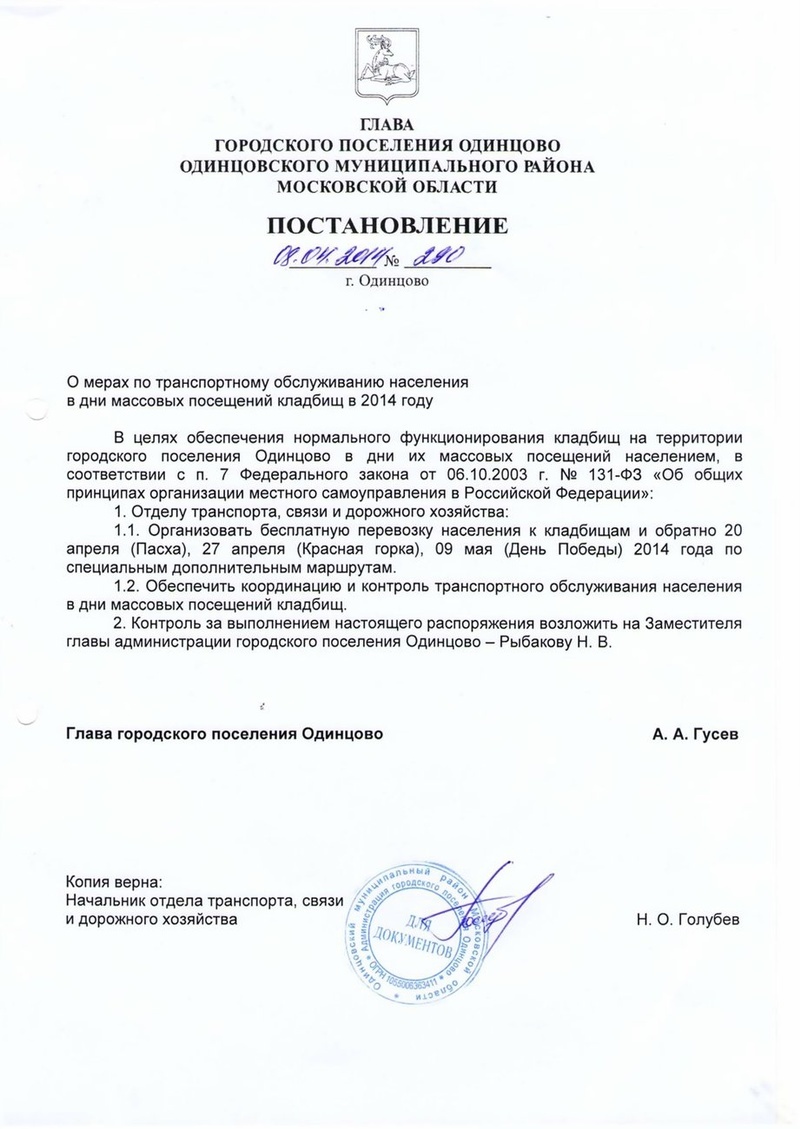 ГЛАВА
ГОРОДСКОГО ПОСЕЛЕНИЯ ОДИНЦОВО
ОДИНЦОВСКОГО МУНИЦИПАЛЬНОГО РАЙОНА
МОСКОВСКОЙ ОБЛАСТИ
ПОСТАНОВЛЕНИЕ
08.04.2014 № 290
г. Одинцово
О мерах по транспортному обслуживанию населения
в дни массовых посещений кладбищ в 2014 году
В целях обеспечения нормального функционирования кладбищ на территории
городского поселения Одинцово в дни их массовых посещений населением, в
соответствии с п. 7 Федерального закона от 06.10.2003 г. № 131-ФЗ «Об общих
принципах организации местного самоуправления в Российской Федерации»:
1. Отделу транспорта, связи и дорожного хозяйства:
1.1. Организовать бесплатную перевозку населения к кладбищам и обратно 20
апреля (Пасха), 27 апреля (Красная горка), 09 мая (День Победы) 2014 года по
специальным дополнительным маршрутам.
1.2. Обеспечить координацию и контроль транспортного обслуживания населения
в дни массовых посещений кладбищ.
2. Контроль за выполнением настоящего распоряжения возложить на Заместителя
главы администрации городского поселения Одинцово – Рыбакову Н. В.
Глава городского поселения Одинцово А. А. Гусев
Копия верна:
Начальник отдела транспорта, связи
и дорожного хозяйства Н. О. Голубев
Одинцовский муниципальный район Московской области
Администрация городского поселения Одинцово
ОГРН 1055006363411
ДЛЯ
ДОКУМЕНТОВ